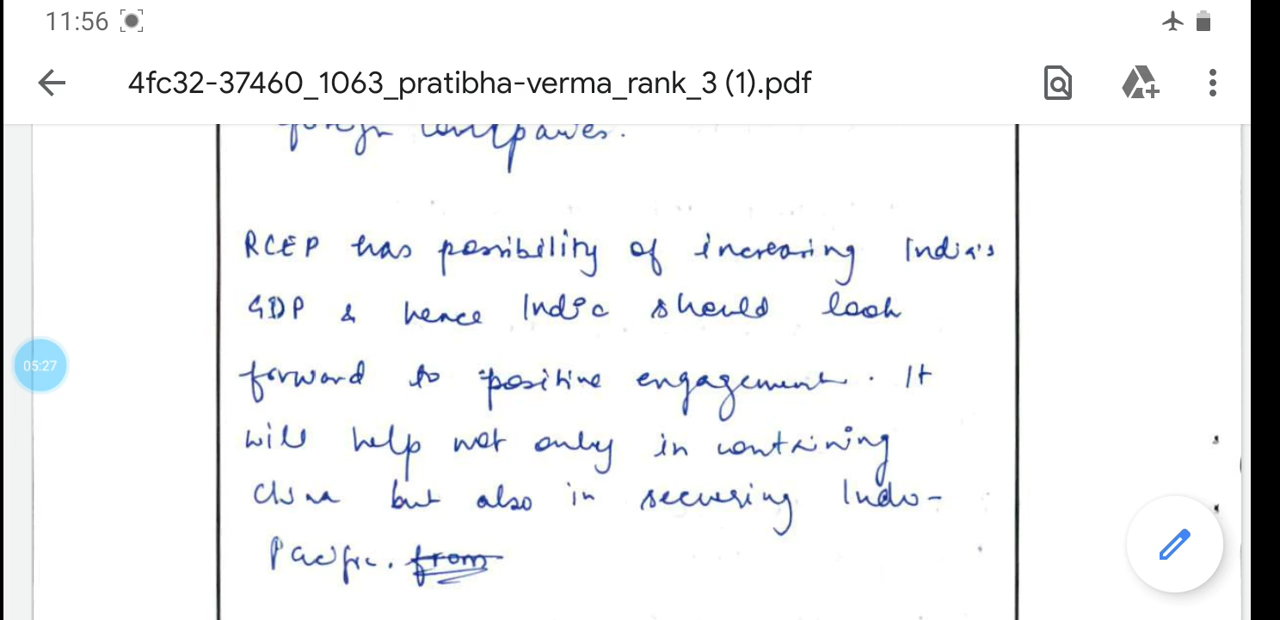 11:56
4fc32-37460_1063_pratibha-verma_rank_3 (1).pdf
foreign companies.
RCEP has possibility of increasing India's
GDP & hence India should look
forward to positive engagement. It
will help not only in containing
China but also in securing Indo-
Pacific. from
05:27